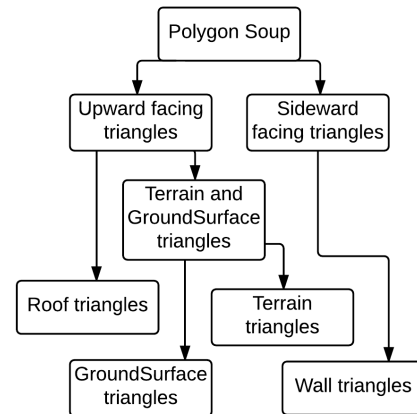 Polygon Soup
Upward facing
triangles
Sideward
facing triangles
Terrain and
GroundSurface
triangles
Roof triangles
Terrain
triangles
GroundSurface
triangles
Wall triangles